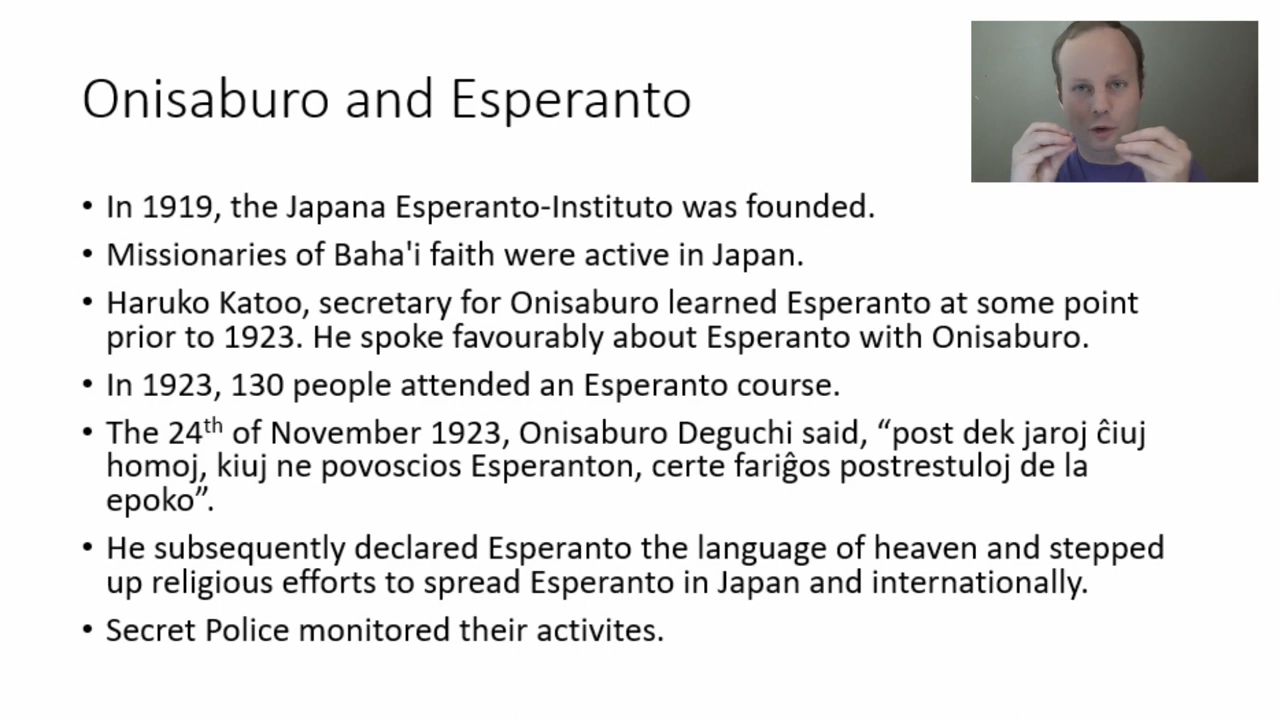 Onisaburo and Esperanto
• In 1919, the Japana Esperanto-Instituto was founded.
• Missionaries of Baha'i faith were active in Japan.
• Haruko Katoo, secretary for Onisaburo learned Esperanto at some point
prior to 1923. He spoke favourably about Esperanto with Onisaburo.
• In 1923, 130 people attended an Esperanto course.
• The 24th of November 1923, Onisaburo Deguchi said, “post dek jaroj ĉiuj
homoj, kiuj ne povoscios Esperanton, certe fariĝos postrestuloj de la
epoko”.
• He subsequently declared Esperanto the language of heaven and stepped
up religious efforts to spread Esperanto in Japan and internationally.
• Secret Police monitored their activites.